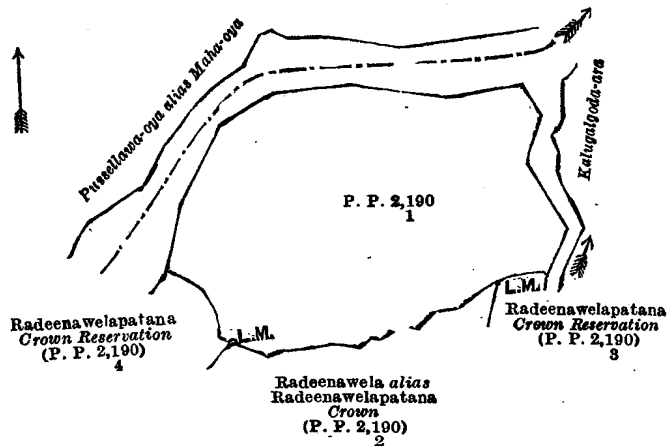 Pussellawa-oya alias Maha-oya
Kalugalgoda-ara
P. P. 2,190
1
L.M.
L.M.
Radeenawelapatana
Crown Reservation
(P. P. 2,190)
4
Radeenawelapatana
Crown Reservation
(P. P. 2,190)
3
Radeenawela alias
Radeenawelapatana
Crown
(P. P. 2,190)
2